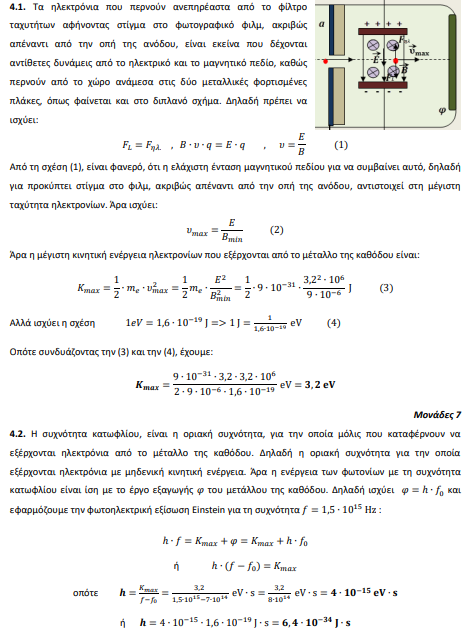 4.1. Τα ηλεκτρόνια που περνούν ανεπηρέαστα από το φίλτρο
ταχυτήτων αφήνοντας στίγμα στο φωτογραφικό φιλμ, ακριβώς
απέναντι από την οπή της ανόδου, είναι εκείνα που δέχονται
αντίθετες δυνάμεις από το ηλεκτρικό και το μαγνητικό πεδίο, καθώς
περνούν από το χώρο ανάμεσα στις δύο μεταλλικές φορτισμένες
πλάκες, όπως φαίνεται και στο διπλανό σχήμα. Δηλαδή πρέπει να
ισχύει:
α
+ + + +
E
υ_max
B
- - - -
φ
F_L = F_ηλ. , B · υ · q = E · q , υ = E/B (1)
Από τη σχέση (1), είναι φανερό, ότι η ελάχιστη ένταση μαγνητικού πεδίου για να συμβαίνει αυτό, δηλαδή
για προκύπτει στίγμα στο φιλμ, ακριβώς απέναντι από την οπή της ανόδου, αντιστοιχεί στη μέγιστη
ταχύτητα ηλεκτρονίων. Άρα ισχύει:
υ_max = E/B_min (2)
Άρα η μέγιστη κινητική ενέργεια ηλεκτρονίων που εξέρχονται από το μέταλλο της καθόδου είναι:
K_max = 1/2 · m_e · υ²_max = 1/2 m_e · E²/B²_min = 1/2 · 9 · 10⁻³¹ · 3,2² · 10⁶/9 · 10⁻⁶ J (3)
Αλλά ισχύει η σχέση 1eV = 1,6 · 10⁻¹⁹ J => 1 J = 1/1,6·10⁻¹⁹ eV (4)
Οπότε συνδυάζοντας την (3) και την (4), έχουμε:
K_max = 9 · 10⁻³¹ · 3,2 · 3,2 · 10⁶/2 · 9 · 10⁻⁶ · 1,6 · 10⁻¹⁹ eV = 3,2 eV
Μονάδες 7
4.2. Η συχνότητα κατωφλίου, είναι η οριακή συχνότητα, για την οποία μόλις που καταφέρνουν να
εξέρχονται ηλεκτρόνια από το μέταλλο της καθόδου. Δηλαδή η οριακή συχνότητα για την οποία
εξέρχονται ηλεκτρόνια με μηδενική κινητική ενέργεια. Άρα η ενέργεια των φωτονίων με τη συχνότητα
κατωφλίου είναι ίση με το έργο εξαγωγής φ του μετάλλου της καθόδου. Δηλαδή ισχύει φ = h · f₀ και
εφαρμόζουμε την φωτοηλεκτρική εξίσωση Einstein για τη συχνότητα f = 1,5 · 10¹⁵ Hz :
h · f = K_max + φ = K_max + h · f₀
ή h · (f − f₀) = K_max
οπότε h = K_max/f−f₀ = 3,2/1,5·10¹⁵−7·10¹⁴ eV · s = 3,2/8·10¹⁴ eV · s = 4 · 10⁻¹⁵ eV · s
ή h = 4 · 10⁻¹⁵ · 1,6 · 10⁻¹⁹ J · s = 6,4 · 10⁻³⁴ J · s